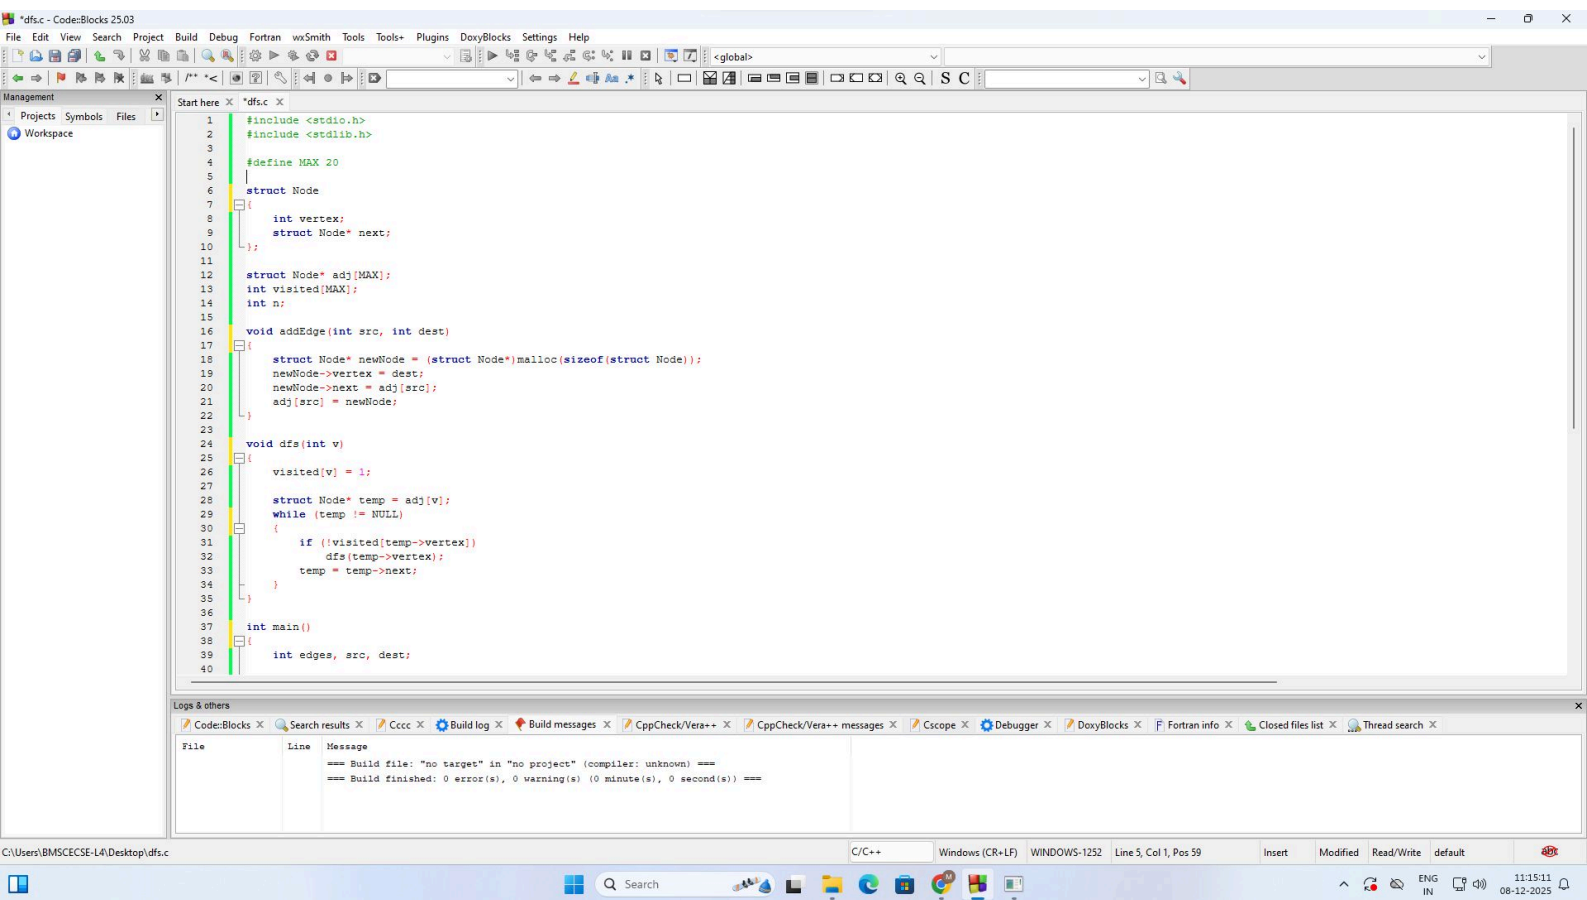 *dfs.c - Code::Blocks 25.03
File Edit View Search Project Build Debug Fortran wxSmith Tools Tools+ Plugins DoxyBlocks Settings Help
<global>
/** *< Aa .* S C
Management
Start here *dfs.c
Projects Symbols Files
Workspace
1 #include <stdio.h>
2 #include <stdlib.h>
3
4 #define MAX 20
5
6 struct Node
7 {
8 int vertex;
9 struct Node* next;
10 };
11
12 struct Node* adj[MAX];
13 int visited[MAX];
14 int n;
15
16 void addEdge(int src, int dest)
17 {
18 struct Node* newNode = (struct Node*)malloc(sizeof(struct Node));
19 newNode->vertex = dest;
20 newNode->next = adj[src];
21 adj[src] = newNode;
22 }
23
24 void dfs(int v)
25 {
26 visited[v] = 1;
27
28 struct Node* temp = adj[v];
29 while (temp != NULL)
30 {
31 if (!visited[temp->vertex])
32 dfs(temp->vertex);
33 temp = temp->next;
34 }
35 }
36
37 int main()
38 {
39 int edges, src, dest;
40
Logs & others
Code::Blocks Search results Cccc Build log Build messages CppCheck/Vera++ CppCheck/Vera++ messages Cscope Debugger DoxyBlocks Fortran info Closed files list Thread search
File Line Message
=== Build file: "no target" in "no project" (compiler: unknown) ===
=== Build finished: 0 error(s), 0 warning(s) (0 minute(s), 0 second(s)) ===
C:\Users\BMSCECSE-L4\Desktop\dfs.c C/C++ Windows (CR+LF) WINDOWS-1252 Line 5, Col 1, Pos 59 Insert Modified Read/Write default abc
Search M ENG 11:15:11
IN 08-12-2025